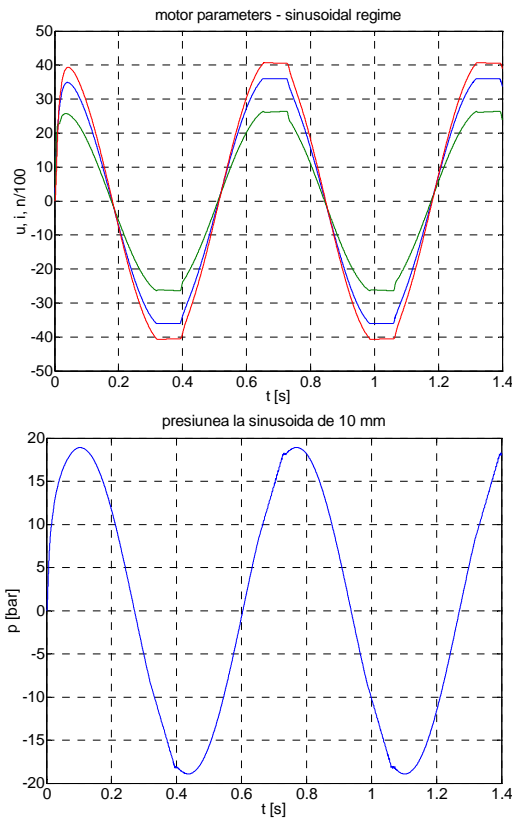 motor parameters - sinusoidal regime
50
40
30
20
10
0
-10
-20
-30
-40
-50
u, i, n/100
0 0.2 0.4 0.6 0.8 1 1.2 1.4
t [s]
presiunea la sinusoida de 10 mm
20
15
10
5
0
-5
-10
-15
-20
p [bar]
0 0.2 0.4 0.6 0.8 1 1.2 1.4
t [s]